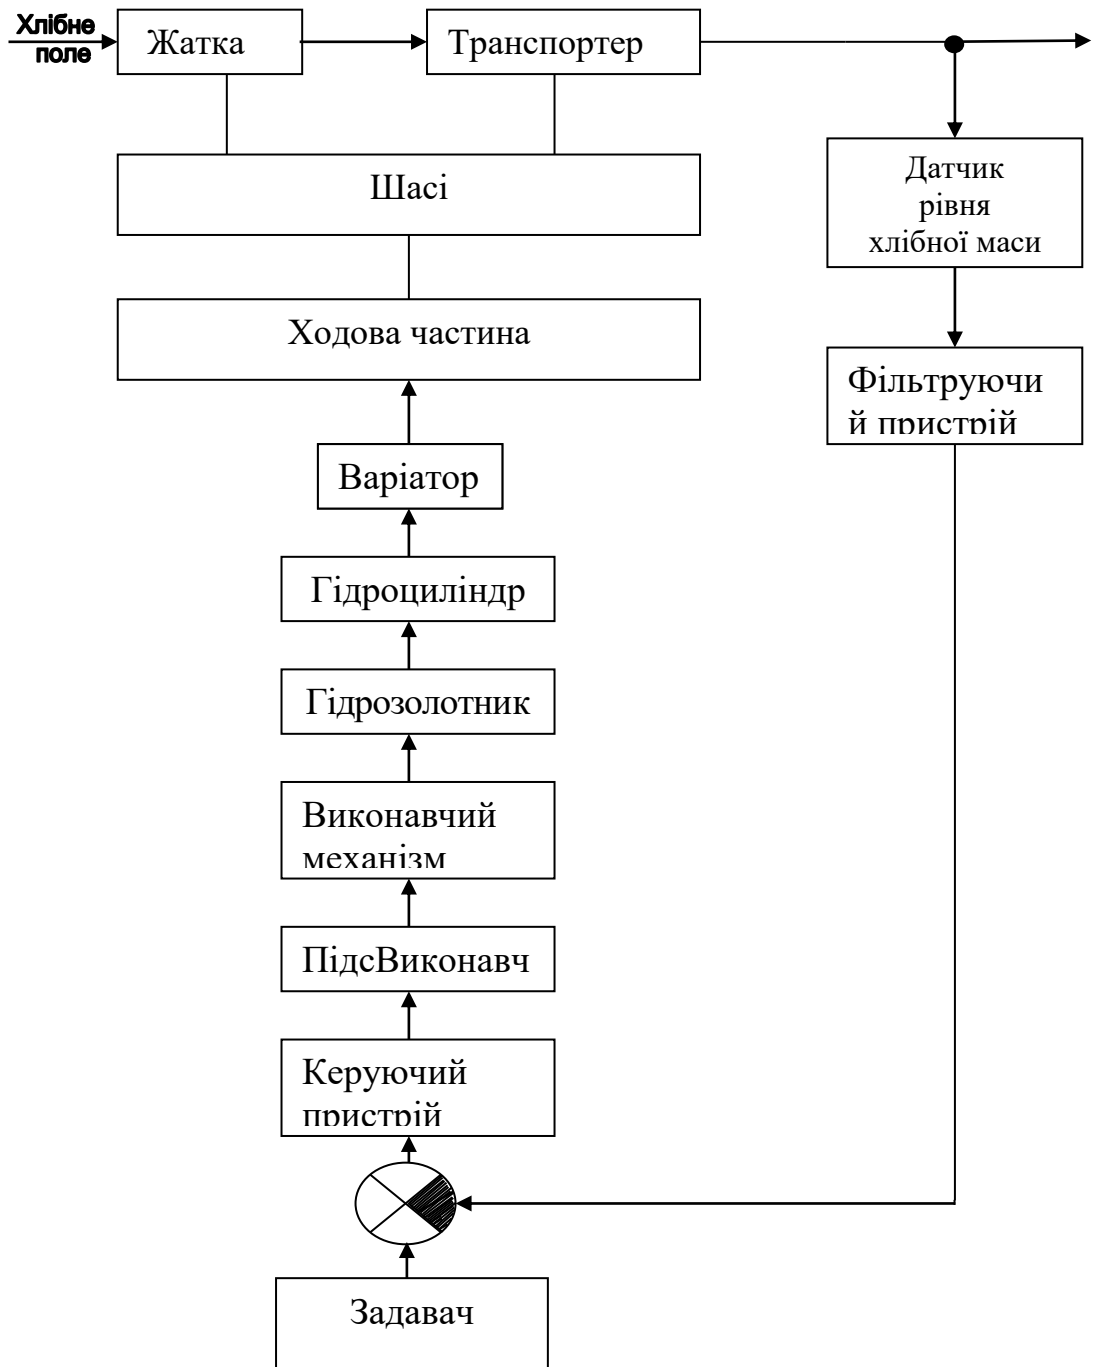 Хлібне
поле
Жатка
Транспортер
Шасі
Датчик
рівня
хлібної маси
Ходова частина
Фільтруючи
й пристрій
Варіатор
Гідроциліндр
Гідрозолотник
Виконавчий
механізм
ПідсВиконавч
Керуючий
пристрій
Задавач